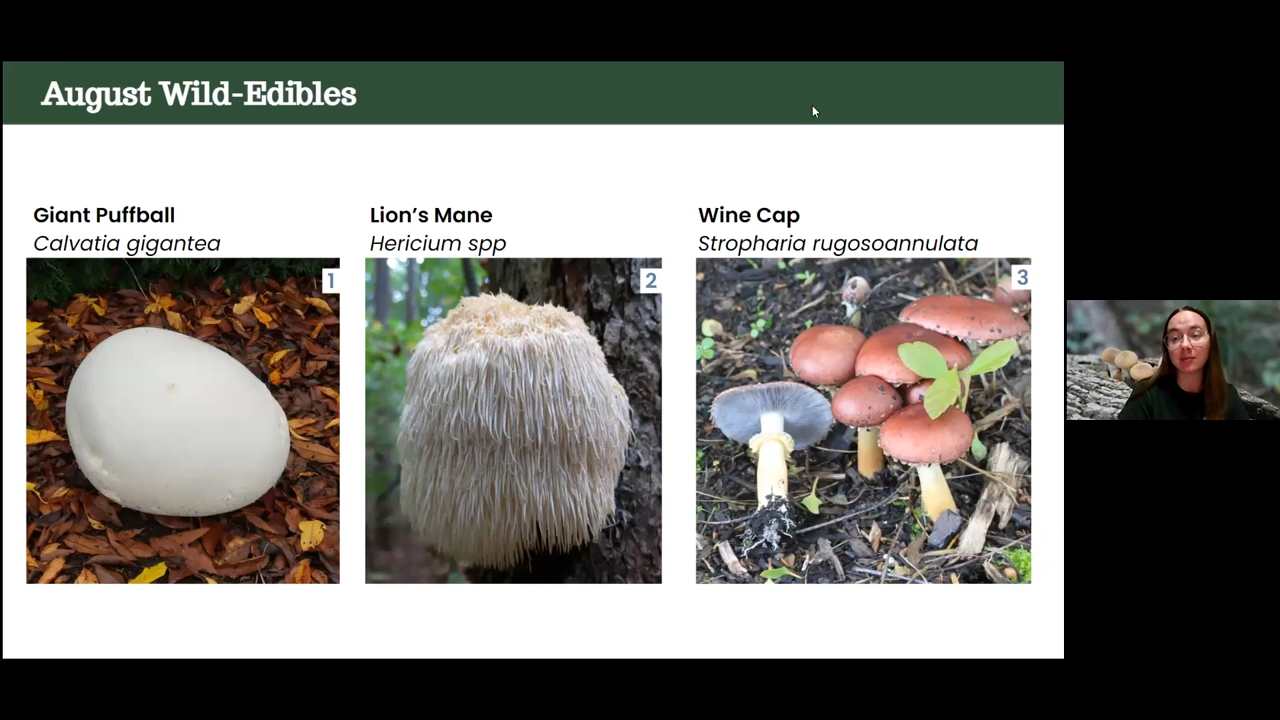 August Wild-Edibles
Giant Puffball
Calvatia gigantea
1
Lion's Mane
Hericium spp
2
Wine Cap
Stropharia rugosoannulata
3